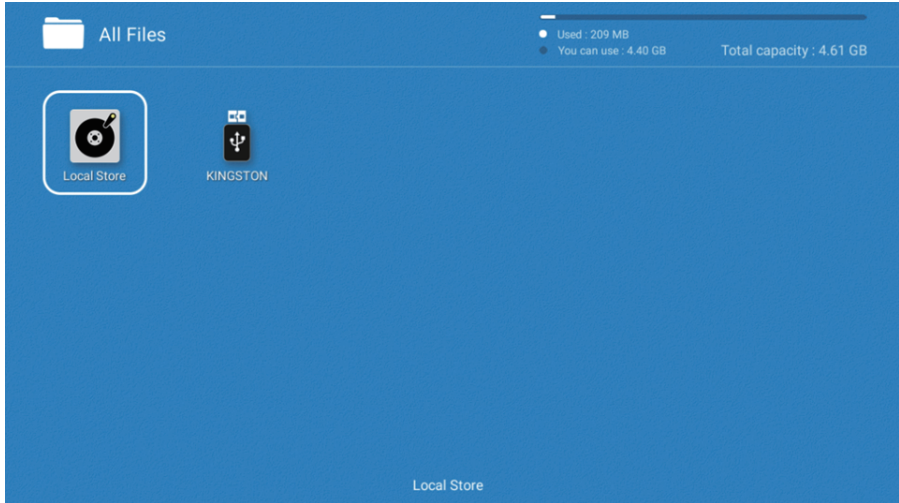 All Files
Used : 209 MB
You can use : 4.40 GB
Total capacity : 4.61 GB
Local Store
KINGSTON
Local Store